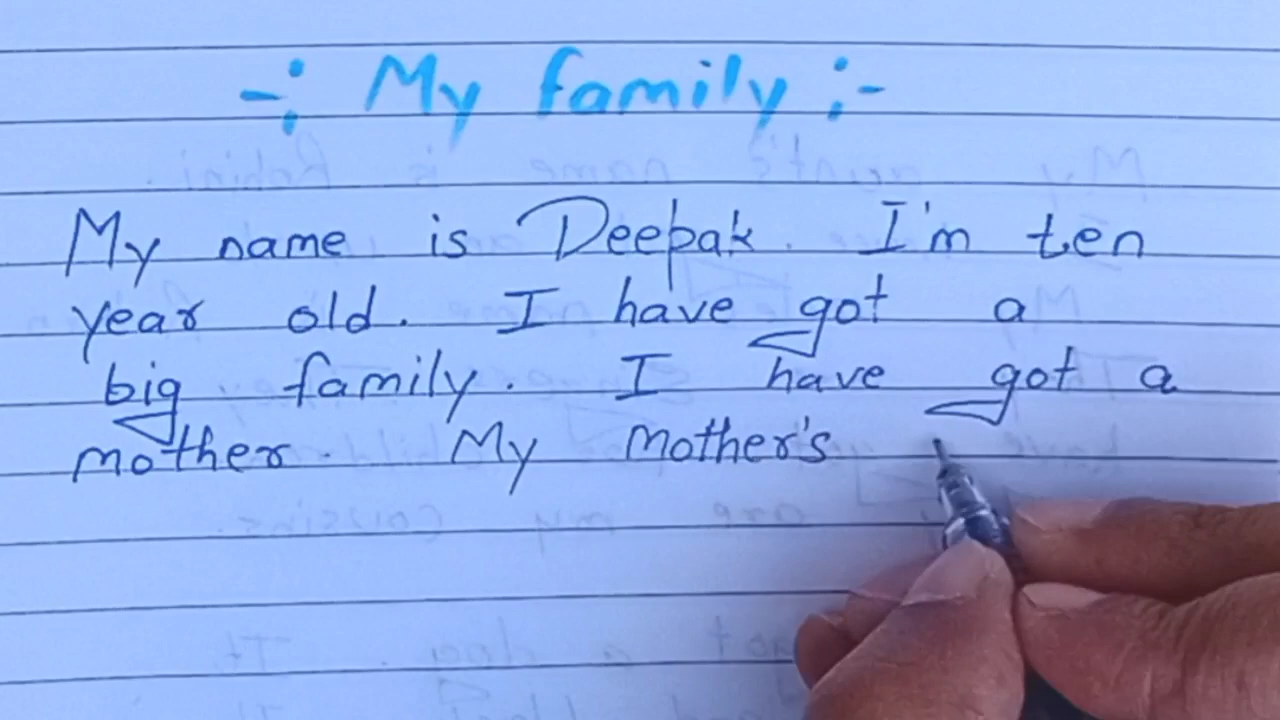 -: My family :-
My name is Deepak. I'm ten
year old. I have got a
big family. I have got a
mother. My mother's